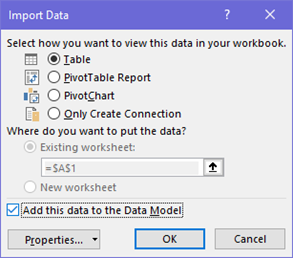 Import Data
?
Select how you want to view this data in your workbook.
Table
PivotTable Report
PivotChart
Only Create Connection
Where do you want to put the data?
Existing worksheet:
=$A$1
New worksheet
Add this data to the Data Model
Properties...
OK
Cancel